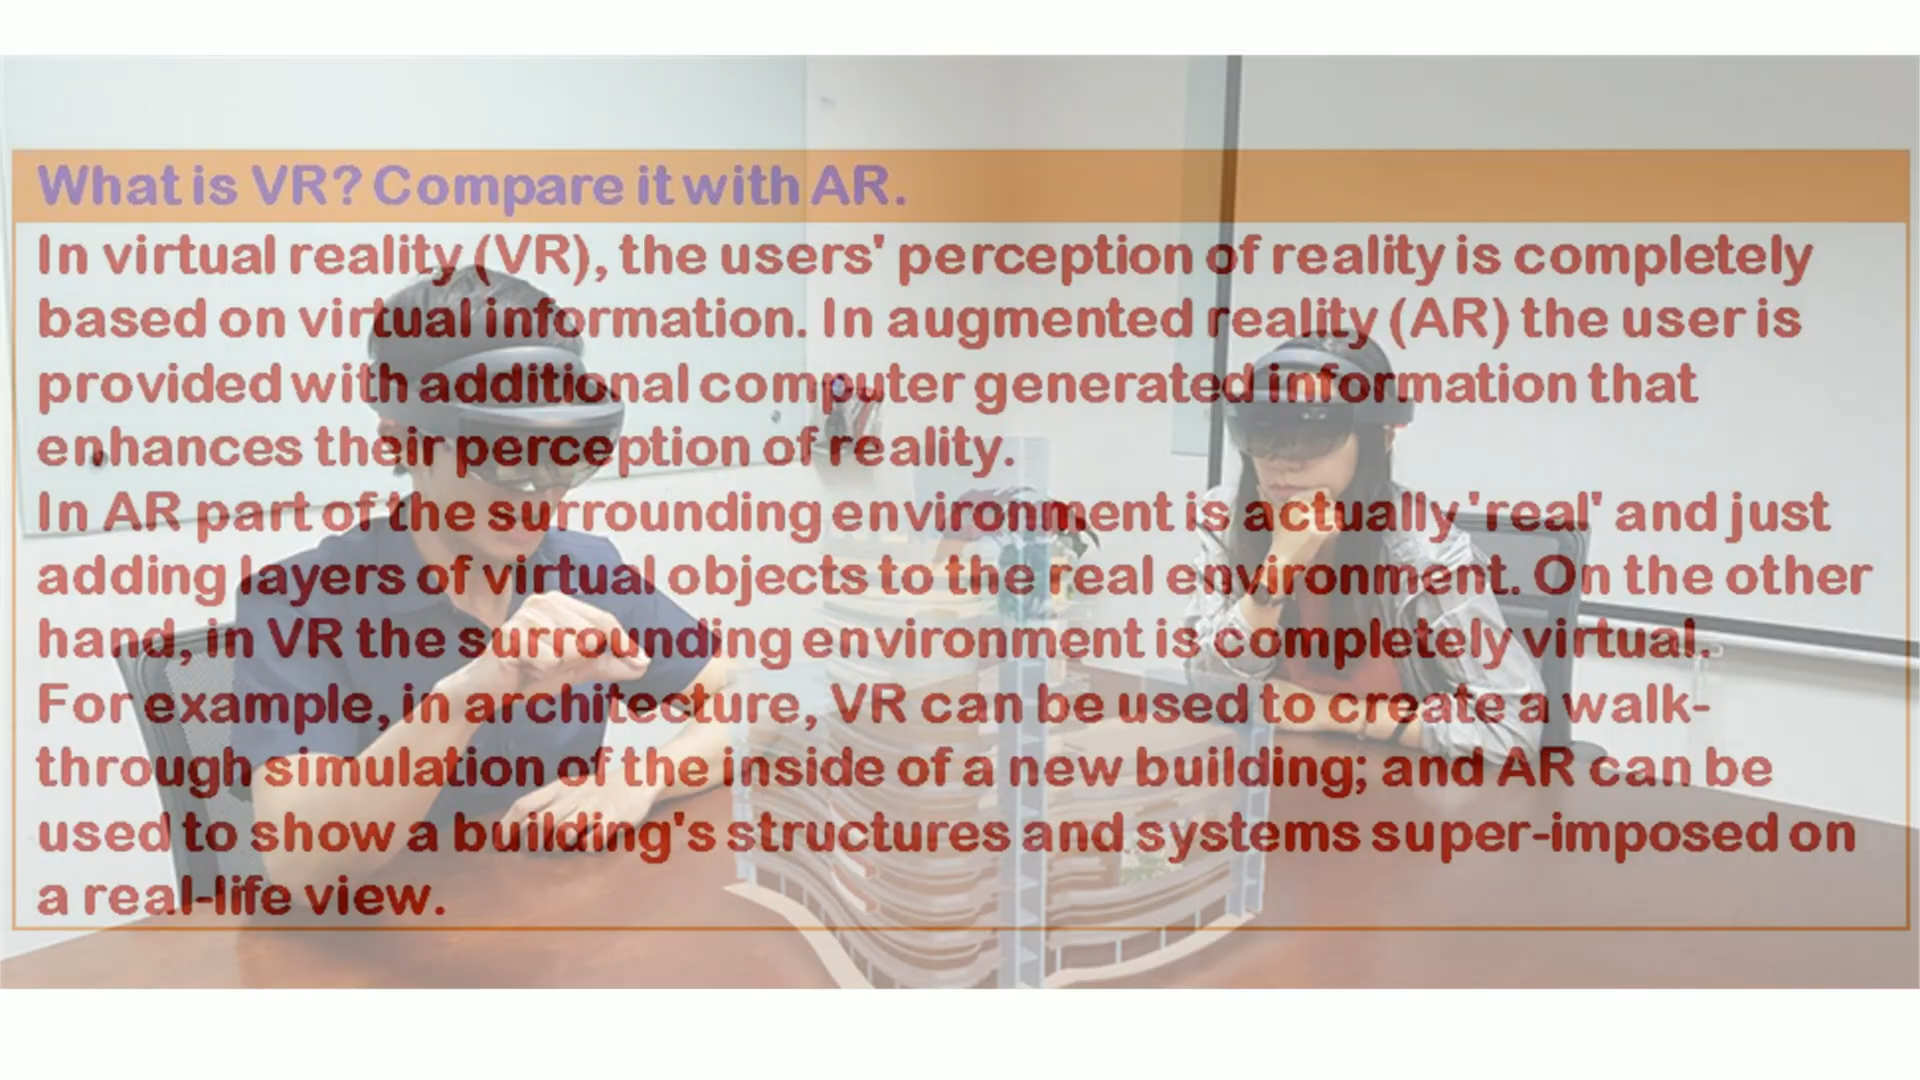 What is VR? Compare it with AR.
In virtual reality (VR), the users' perception of reality is completely
based on virtual information. In augmented reality (AR) the user is
provided with additional computer generated information that
enhances their perception of reality.
In AR part of the surrounding environment is actually 'real' and just
adding layers of virtual objects to the real environment. On the other
hand, in VR the surrounding environment is completely virtual.
For example, in architecture, VR can be used to create a walk-
through simulation of the inside of a new building; and AR can be
used to show a building's structures and systems super-imposed on
a real-life view.